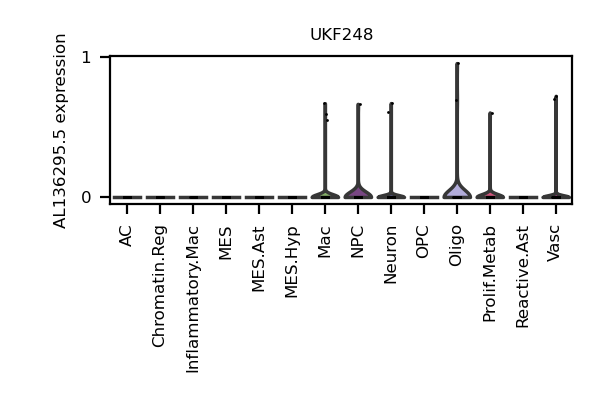 UKF248
AL136295.5 expression
1
0
AC
Chromatin.Reg
Inflammatory.Mac
MES
MES.Ast
MES.Hyp
Mac
NPC
Neuron
OPC
Oligo
Prolif.Metab
Reactive.Ast
Vasc